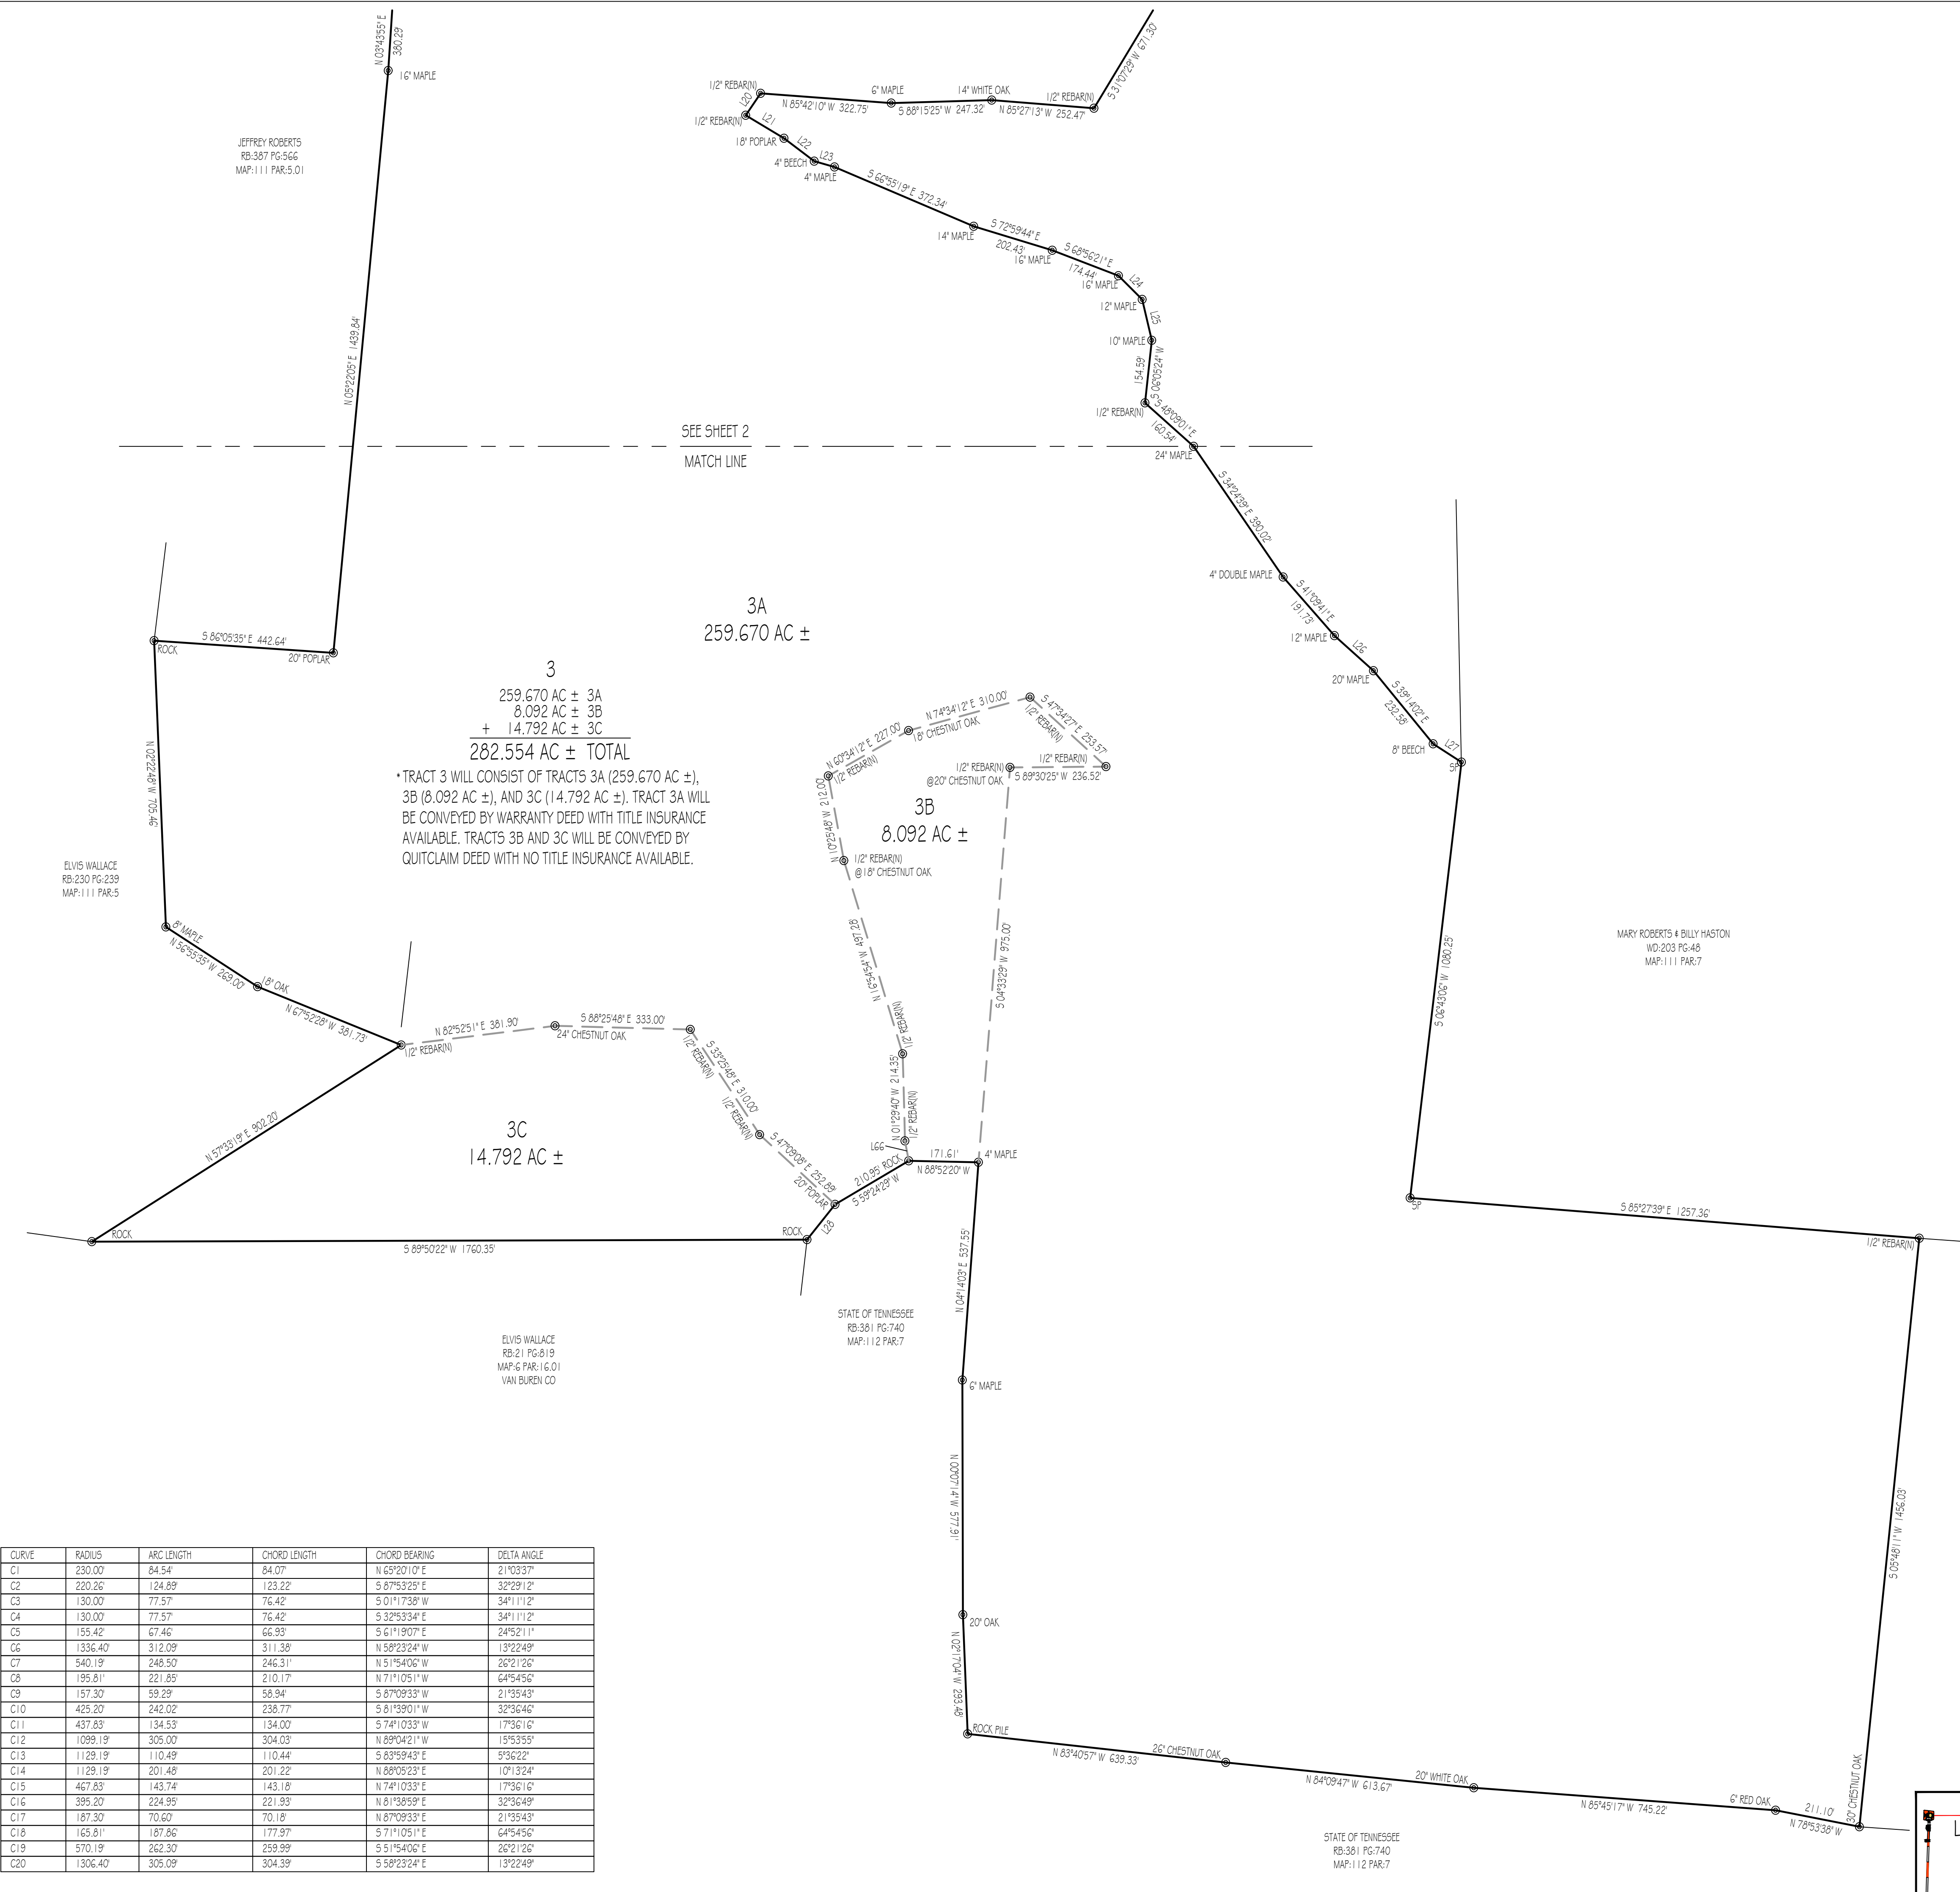 N 03°43'55" E
380.29'
16" MAPLE
S 31°07'29" W 671.30'
1/2" REBAR(N)
N 85°42'10" W 322.75'
6" MAPLE
S 88°15'25" W 247.32'
14" WHITE OAK
N 85°27'13" W 252.47'
1/2" REBAR(N)
L20
1/2" REBAR(N)
L21
18" POPLAR
L22
4" BEECH
L23
4" MAPLE
JEFFREY ROBERTS
RB:387 PG:566
MAP:111 PAR:5.01
S 66°55'19" E 372.34'
14" MAPLE
S 72°59'44" E
202.43'
16" MAPLE
S 68°56'21" E
174.44'
16" MAPLE
L24
12" MAPLE
L25
10" MAPLE
154.59'
S 06°05'24" W
1/2" REBAR(N)
S 48°09'01" E
160.54'
24" MAPLE
N 05°22'05" E 1439.84'
SEE SHEET 2
MATCH LINE
S 34°24'39" E 390.02'
4" DOUBLE MAPLE
S 41°09'41" E
191.73'
12" MAPLE
L26
20" MAPLE
S 39°14'02" E
232.58'
8" BEECH
L27
SP
ROCK
S 86°05'35" E 442.64'
20" POPLAR
3A
259.670 AC ±
3
259.670 AC ± 3A
8.092 AC ± 3B
+ 14.792 AC ± 3C
282.554 AC ± TOTAL
* TRACT 3 WILL CONSIST OF TRACTS 3A (259.670 AC ±),
3B (8.092 AC ±), AND 3C (14.792 AC ±). TRACT 3A WILL
BE CONVEYED BY WARRANTY DEED WITH TITLE INSURANCE
AVAILABLE. TRACTS 3B AND 3C WILL BE CONVEYED BY
QUITCLAIM DEED WITH NO TITLE INSURANCE AVAILABLE.
N 74°34'12" E 310.00'
18" CHESTNUT OAK
S 47°34'27" E 253.57'
1/2" REBAR(N)
N 60°34'12" E 227.00'
1/2" REBAR(N)
1/2" REBAR(N)
S 89°30'25" W 236.52'
1/2" REBAR(N)
@20" CHESTNUT OAK
3B
8.092 AC ±
N 10°25'48" W 212.00'
1/2" REBAR(N)
@18" CHESTNUT OAK
N 16°54'54" W 497.28'
1/2" REBAR(N)
S 04°33'29" W 975.00'
N 02°22'48" W 705.46'
ELVIS WALLACE
RB:230 PG:239
MAP:111 PAR:5
8" MAPLE
N 56°55'35" W 269.00'
18" OAK
N 67°52'28" W 381.73'
1/2" REBAR(N)
N 82°52'51" E 381.90'
24" CHESTNUT OAK
S 88°25'48" E 333.00'
1/2" REBAR(N)
S 33°25'48" E 310.00'
1/2" REBAR(N)
S 47°09'08" E 252.89'
20" POPLAR
N 01°29'40" W 214.35'
1/2" REBAR(N)
L66
171.61'
N 88°52'20" W
4" MAPLE
210.95'
ROCK
S 59°24'29" W
MARY ROBERTS & BILLY HASTON
WD:203 PG:48
MAP:111 PAR:7
S 06°43'06" W 1080.25'
SP
S 85°27'39" E 1257.36'
1/2" REBAR(N)
3C
14.792 AC ±
N 57°33'19" E 902.20'
ROCK
S 89°50'22" W 1760.35'
ROCK
L28
N 04°14'03" E 537.55'
STATE OF TENNESSEE
RB:381 PG:740
MAP:112 PAR:7
ELVIS WALLACE
RB:21 PG:819
MAP:6 PAR:16.01
VAN BUREN CO
6" MAPLE
N 00°07'14" W 577.91'
20" OAK
N 02°17'04" W 293.48'
ROCK PILE
N 83°40'57" W 639.33'
26" CHESTNUT OAK
N 84°09'47" W 613.67'
20" WHITE OAK
N 85°45'17" W 745.22'
6" RED OAK
211.10'
N 78°53'38" W
30" CHESTNUT OAK
S 05°48'11" W 1456.03'
STATE OF TENNESSEE
RB:381 PG:740
MAP:112 PAR:7
CURVE RADIUS ARC LENGTH CHORD LENGTH CHORD BEARING DELTA ANGLE
C1 230.00' 84.54' 84.07' N 65°20'10" E 21°03'37"
C2 220.26' 124.89' 123.22' S 87°53'25" E 32°29'12"
C3 130.00' 77.57' 76.42' S 01°17'38" W 34°11'12"
C4 130.00' 77.57' 76.42' S 32°53'34" E 34°11'12"
C5 155.42' 67.46' 66.93' S 61°19'07" E 24°52'11"
C6 1336.40' 312.09' 311.38' N 58°23'24" W 13°22'49"
C7 540.19' 248.50' 246.31' N 51°54'06" W 26°21'26"
C8 195.81' 221.85' 210.17' N 71°10'51" W 64°54'56"
C9 157.30' 59.29' 58.94' S 87°09'33" W 21°35'43"
C10 425.20' 242.02' 238.77' S 81°39'01" W 32°36'46"
C11 437.83' 134.53' 134.00' S 74°10'33" W 17°36'16"
C12 1099.19' 305.00' 304.03' N 89°04'21" W 15°53'55"
C13 1129.19' 110.49' 110.44' S 83°59'43" E 5°36'22"
C14 1129.19' 201.48' 201.22' N 88°05'23" E 10°13'24"
C15 467.83' 143.74' 143.18' N 74°10'33" E 17°36'16"
C16 395.20' 224.95' 221.93' N 81°38'59" E 32°36'49"
C17 187.30' 70.60' 70.18' N 87°09'33" E 21°35'43"
C18 165.81' 187.86' 177.97' S 71°10'51" E 64°54'56"
C19 570.19' 262.30' 259.99' S 51°54'06" E 26°21'26"
C20 1306.40' 305.09' 304.39' S 58°23'24" E 13°22'49"
L